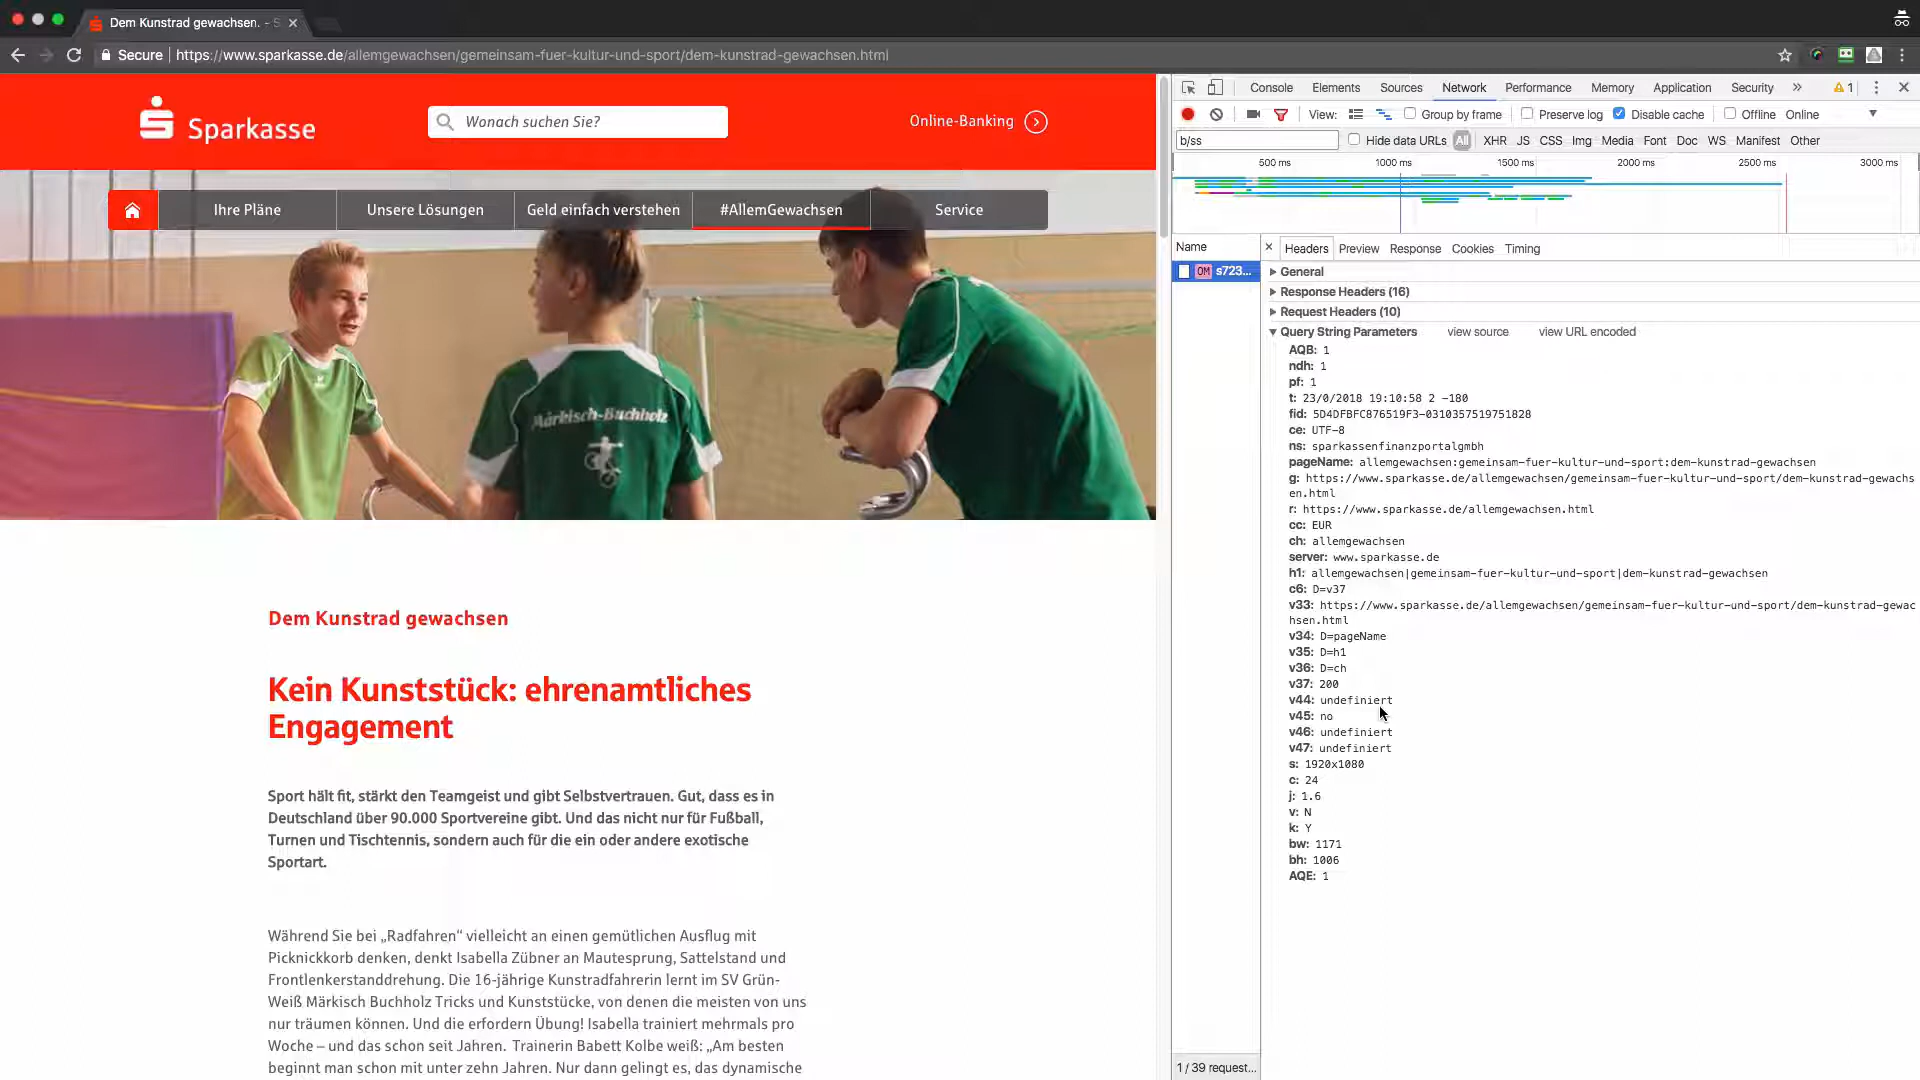 Dem Kunstrad gewachsen. - S
Secure https://www.sparkasse.de/allemgewachsen/gemeinsam-fuer-kultur-und-sport/dem-kunstrad-gewachsen.html
Sparkasse
Wonach suchen Sie?
Online-Banking
Ihre Pläne
Unsere Lösungen
Geld einfach verstehen
#AllemGewachsen
Service
Märkisch-Buchholz
Dem Kunstrad gewachsen
Kein Kunststück: ehrenamtliches
Engagement
Sport hält fit, stärkt den Teamgeist und gibt Selbstvertrauen. Gut, dass es in
Deutschland über 90.000 Sportvereine gibt. Und das nicht nur für Fußball,
Turnen und Tischtennis, sondern auch für die ein oder andere exotische
Sportart.
Während Sie bei „Radfahren“ vielleicht an einen gemütlichen Ausflug mit
Picknickkorb denken, denkt Isabella Zübner an Mautesprung, Sattelstand und
Frontlenkerstanddrehung. Die 16-jährige Kunstradfahrerin lernt im SV Grün-
Weiß Märkisch Buchholz Tricks und Kunststücke, von denen die meisten von uns
nur träumen können. Und die erfordern Übung! Isabella trainiert mehrmals pro
Woche – und das schon seit Jahren. Trainerin Babett Kolbe weiß: „Am besten
beginnt man schon mit unter zehn Jahren. Nur dann gelingt es, das dynamische
Console Elements Sources Network Performance Memory Application Security » 1
View: Group by frame Preserve log Disable cache Offline Online
b/ss Hide data URLs All XHR JS CSS Img Media Font Doc WS Manifest Other
500 ms 1000 ms 1500 ms 2000 ms 2500 ms 3000 ms
Name
OM s723...
1 / 39 request...
× Headers Preview Response Cookies Timing
General
Response Headers (16)
Request Headers (10)
Query String Parameters view source view URL encoded
AQB: 1
ndh: 1
pf: 1
t: 23/0/2018 19:10:58 2 -180
fid: 5D4DFBFC876519F3-0310357519751828
ce: UTF-8
ns: sparkassenfinanzportalgmbh
pageName: allemgewachsen:gemeinsam-fuer-kultur-und-sport:dem-kunstrad-gewachsen
g: https://www.sparkasse.de/allemgewachsen/gemeinsam-fuer-kultur-und-sport/dem-kunstrad-gewachs
en.html
r: https://www.sparkasse.de/allemgewachsen.html
cc: EUR
ch: allemgewachsen
server: www.sparkasse.de
h1: allemgewachsen|gemeinsam-fuer-kultur-und-sport|dem-kunstrad-gewachsen
c6: D=v37
v33: https://www.sparkasse.de/allemgewachsen/gemeinsam-fuer-kultur-und-sport/dem-kunstrad-gewac
hsen.html
v34: D=pageName
v35: D=h1
v36: D=ch
v37: 200
v44: undefiniert
v45: no
v46: undefiniert
v47: undefiniert
s: 1920x1080
c: 24
j: 1.6
v: N
k: Y
bw: 1171
bh: 1006
AQE: 1